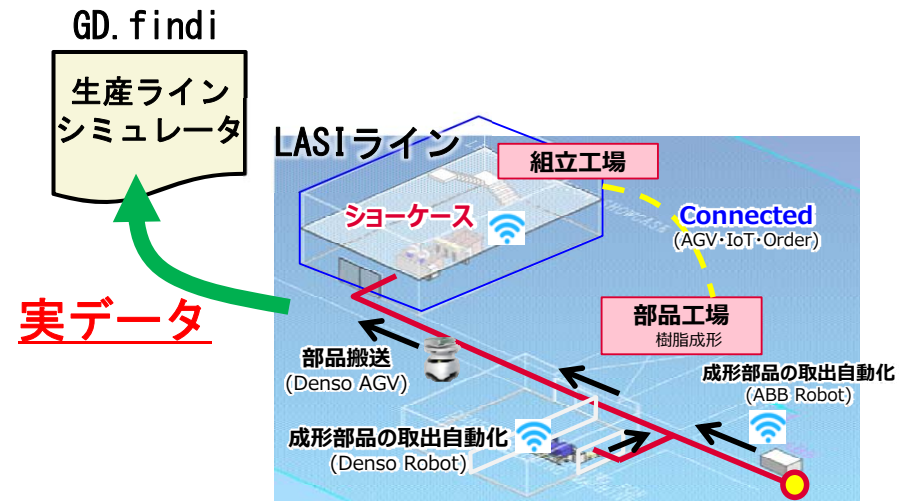 GD.findi
生産ライン
シミュレータ
LASIライン
組立工場
ショーケース
SHOWCASE
Connected
(AGV･IoT･Order)
実データ
部品工場
樹脂成形
部品搬送
(Denso AGV)
成形部品の取出自動化
(ABB Robot)
成形部品の取出自動化
(Denso Robot)